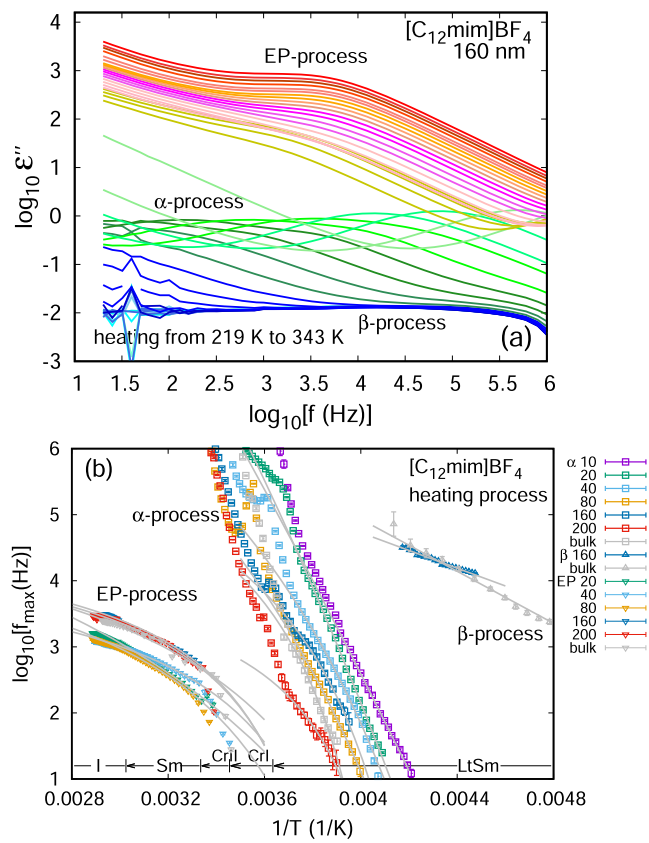 [C12mim]BF4
160 nm
EP-process
α-process
β-process
heating from 219 K to 343 K
(a)
log10 ε''
4
3
2
1
0
-1
-2
-3
1
1.5
2
2.5
3
3.5
4
4.5
5
5.5
6
log10[f (Hz)]
(b)
[C12mim]BF4
heating process
α-process
EP-process
β-process
log10[fmax(Hz)]
6
5
4
3
2
1
I
Sm
CrII
CrI
LtSm
0.0028
0.0032
0.0036
0.004
0.0044
0.0048
1/T (1/K)
α 10
20
40
80
160
200
bulk
β 160
bulk
EP 20
40
80
160
200
bulk